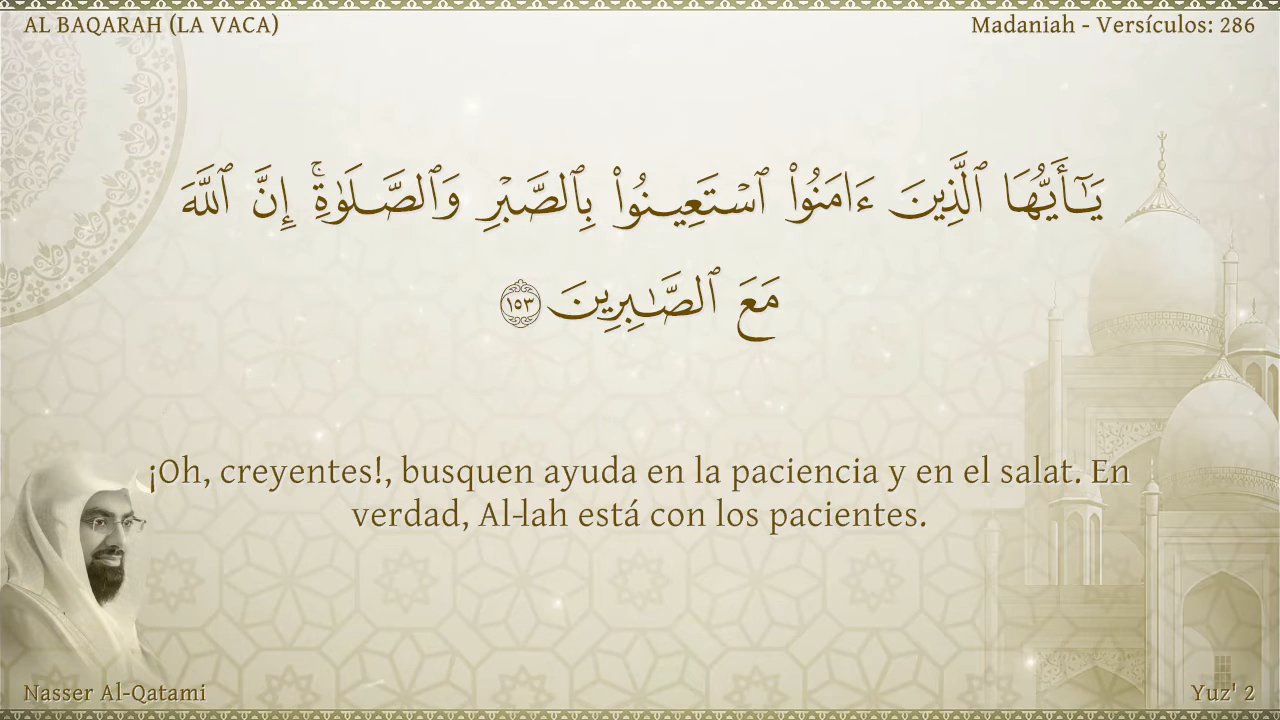 AL BAQARAH (LA VACA)
Madaniah - Versículos: 286
يَـٰٓأَيُّهَا ٱلَّذِينَ ءَامَنُوا۟ ٱسْتَعِينُوا۟ بِٱلصَّبْرِ وَٱلصَّلَوٰةِ ۚ إِنَّ ٱللَّهَ
مَعَ ٱلصَّـٰبِرِينَ ١٥٣
¡Oh, creyentes!, busquen ayuda en la paciencia y en el salat. En
verdad, Al-lah está con los pacientes.
Nasser Al-Qatami
Yuz' 2